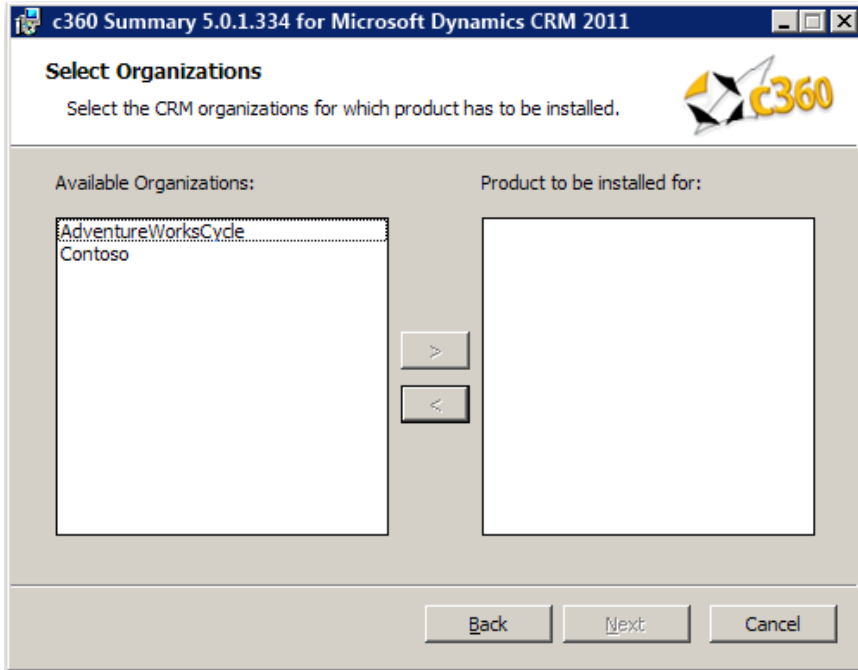 c360 Summary 5.0.1.334 for Microsoft Dynamics CRM 2011
Select Organizations
Select the CRM organizations for which product has to be installed.
c360
Available Organizations:
Product to be installed for:
AdventureWorksCycle
Contoso
>
<
Back
Next
Cancel